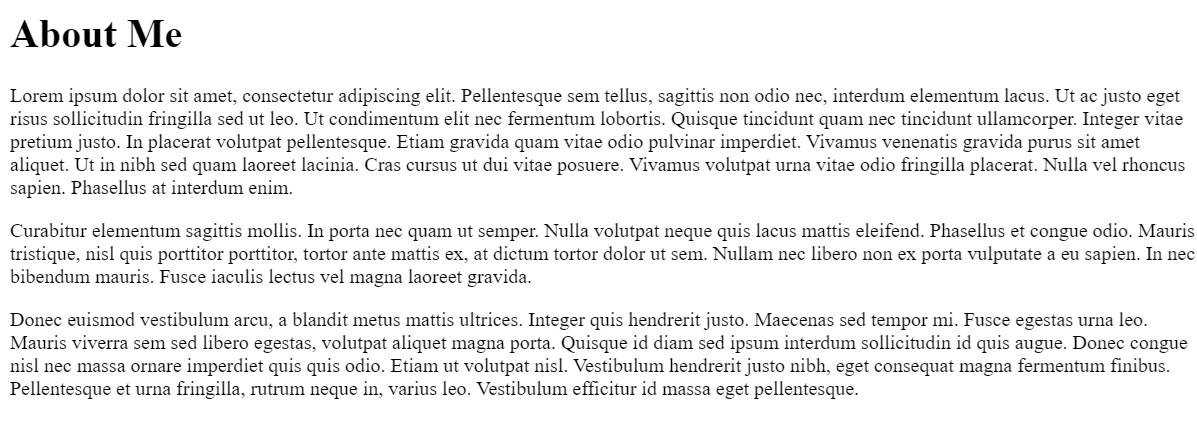 About Me
Lorem ipsum dolor sit amet, consectetur adipiscing elit. Pellentesque sem tellus, sagittis non odio nec, interdum elementum lacus. Ut ac justo eget
risus sollicitudin fringilla sed ut leo. Ut condimentum elit nec fermentum lobortis. Quisque tincidunt quam nec tincidunt ullamcorper. Integer vitae
pretium justo. In placerat volutpat pellentesque. Etiam gravida quam vitae odio pulvinar imperdiet. Vivamus venenatis gravida purus sit amet
aliquet. Ut in nibh sed quam laoreet lacinia. Cras cursus ut dui vitae posuere. Vivamus volutpat urna vitae odio fringilla placerat. Nulla vel rhoncus
sapien. Phasellus at interdum enim.
Curabitur elementum sagittis mollis. In porta nec quam ut semper. Nulla volutpat neque quis lacus mattis eleifend. Phasellus et congue odio. Mauris
tristique, nisl quis porttitor porttitor, tortor ante mattis ex, at dictum tortor dolor ut sem. Nullam nec libero non ex porta vulputate a eu sapien. In nec
bibendum mauris. Fusce iaculis lectus vel magna laoreet gravida.
Donec euismod vestibulum arcu, a blandit metus mattis ultrices. Integer quis hendrerit justo. Maecenas sed tempor mi. Fusce egestas urna leo.
Mauris viverra sem sed libero egestas, volutpat aliquet magna porta. Quisque id diam sed ipsum interdum sollicitudin id quis augue. Donec congue
nisl nec massa ornare imperdiet quis quis odio. Etiam ut volutpat nisl. Vestibulum hendrerit justo nibh, eget consequat magna fermentum finibus.
Pellentesque et urna fringilla, rutrum neque in, varius leo. Vestibulum efficitur id massa eget pellentesque.